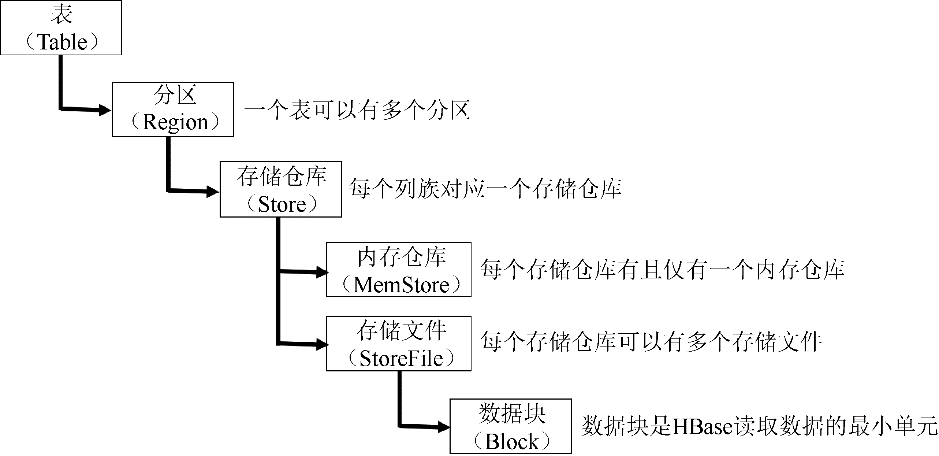 表
（Table）
分区
（Region）
一个表可以有多个分区
存储仓库
（Store）
每个列族对应一个存储仓库
内存仓库
（MemStore）
每个存储仓库有且仅有一个内存仓库
存储文件
（StoreFile）
每个存储仓库可以有多个存储文件
数据块
（Block）
数据块是HBase读取数据的最小单元